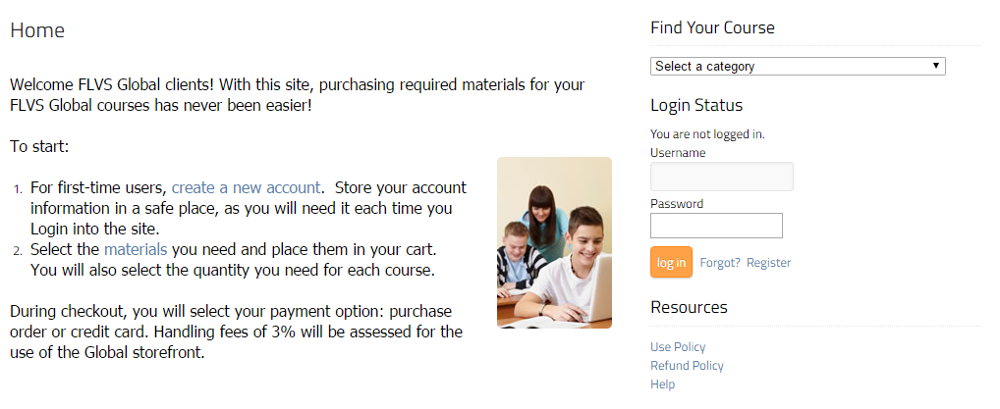 Home
Welcome FLVS Global clients! With this site, purchasing required materials for your
FLVS Global courses has never been easier!
To start:
1. For first-time users, create a new account. Store your account
information in a safe place, as you will need it each time you
Login into the site.
2. Select the materials you need and place them in your cart.
You will also select the quantity you need for each course.
During checkout, you will select your payment option: purchase
order or credit card. Handling fees of 3% will be assessed for the
use of the Global storefront.
Find Your Course
Select a category
Login Status
You are not logged in.
Username
Password
log in Forgot? Register
Resources
Use Policy
Refund Policy
Help